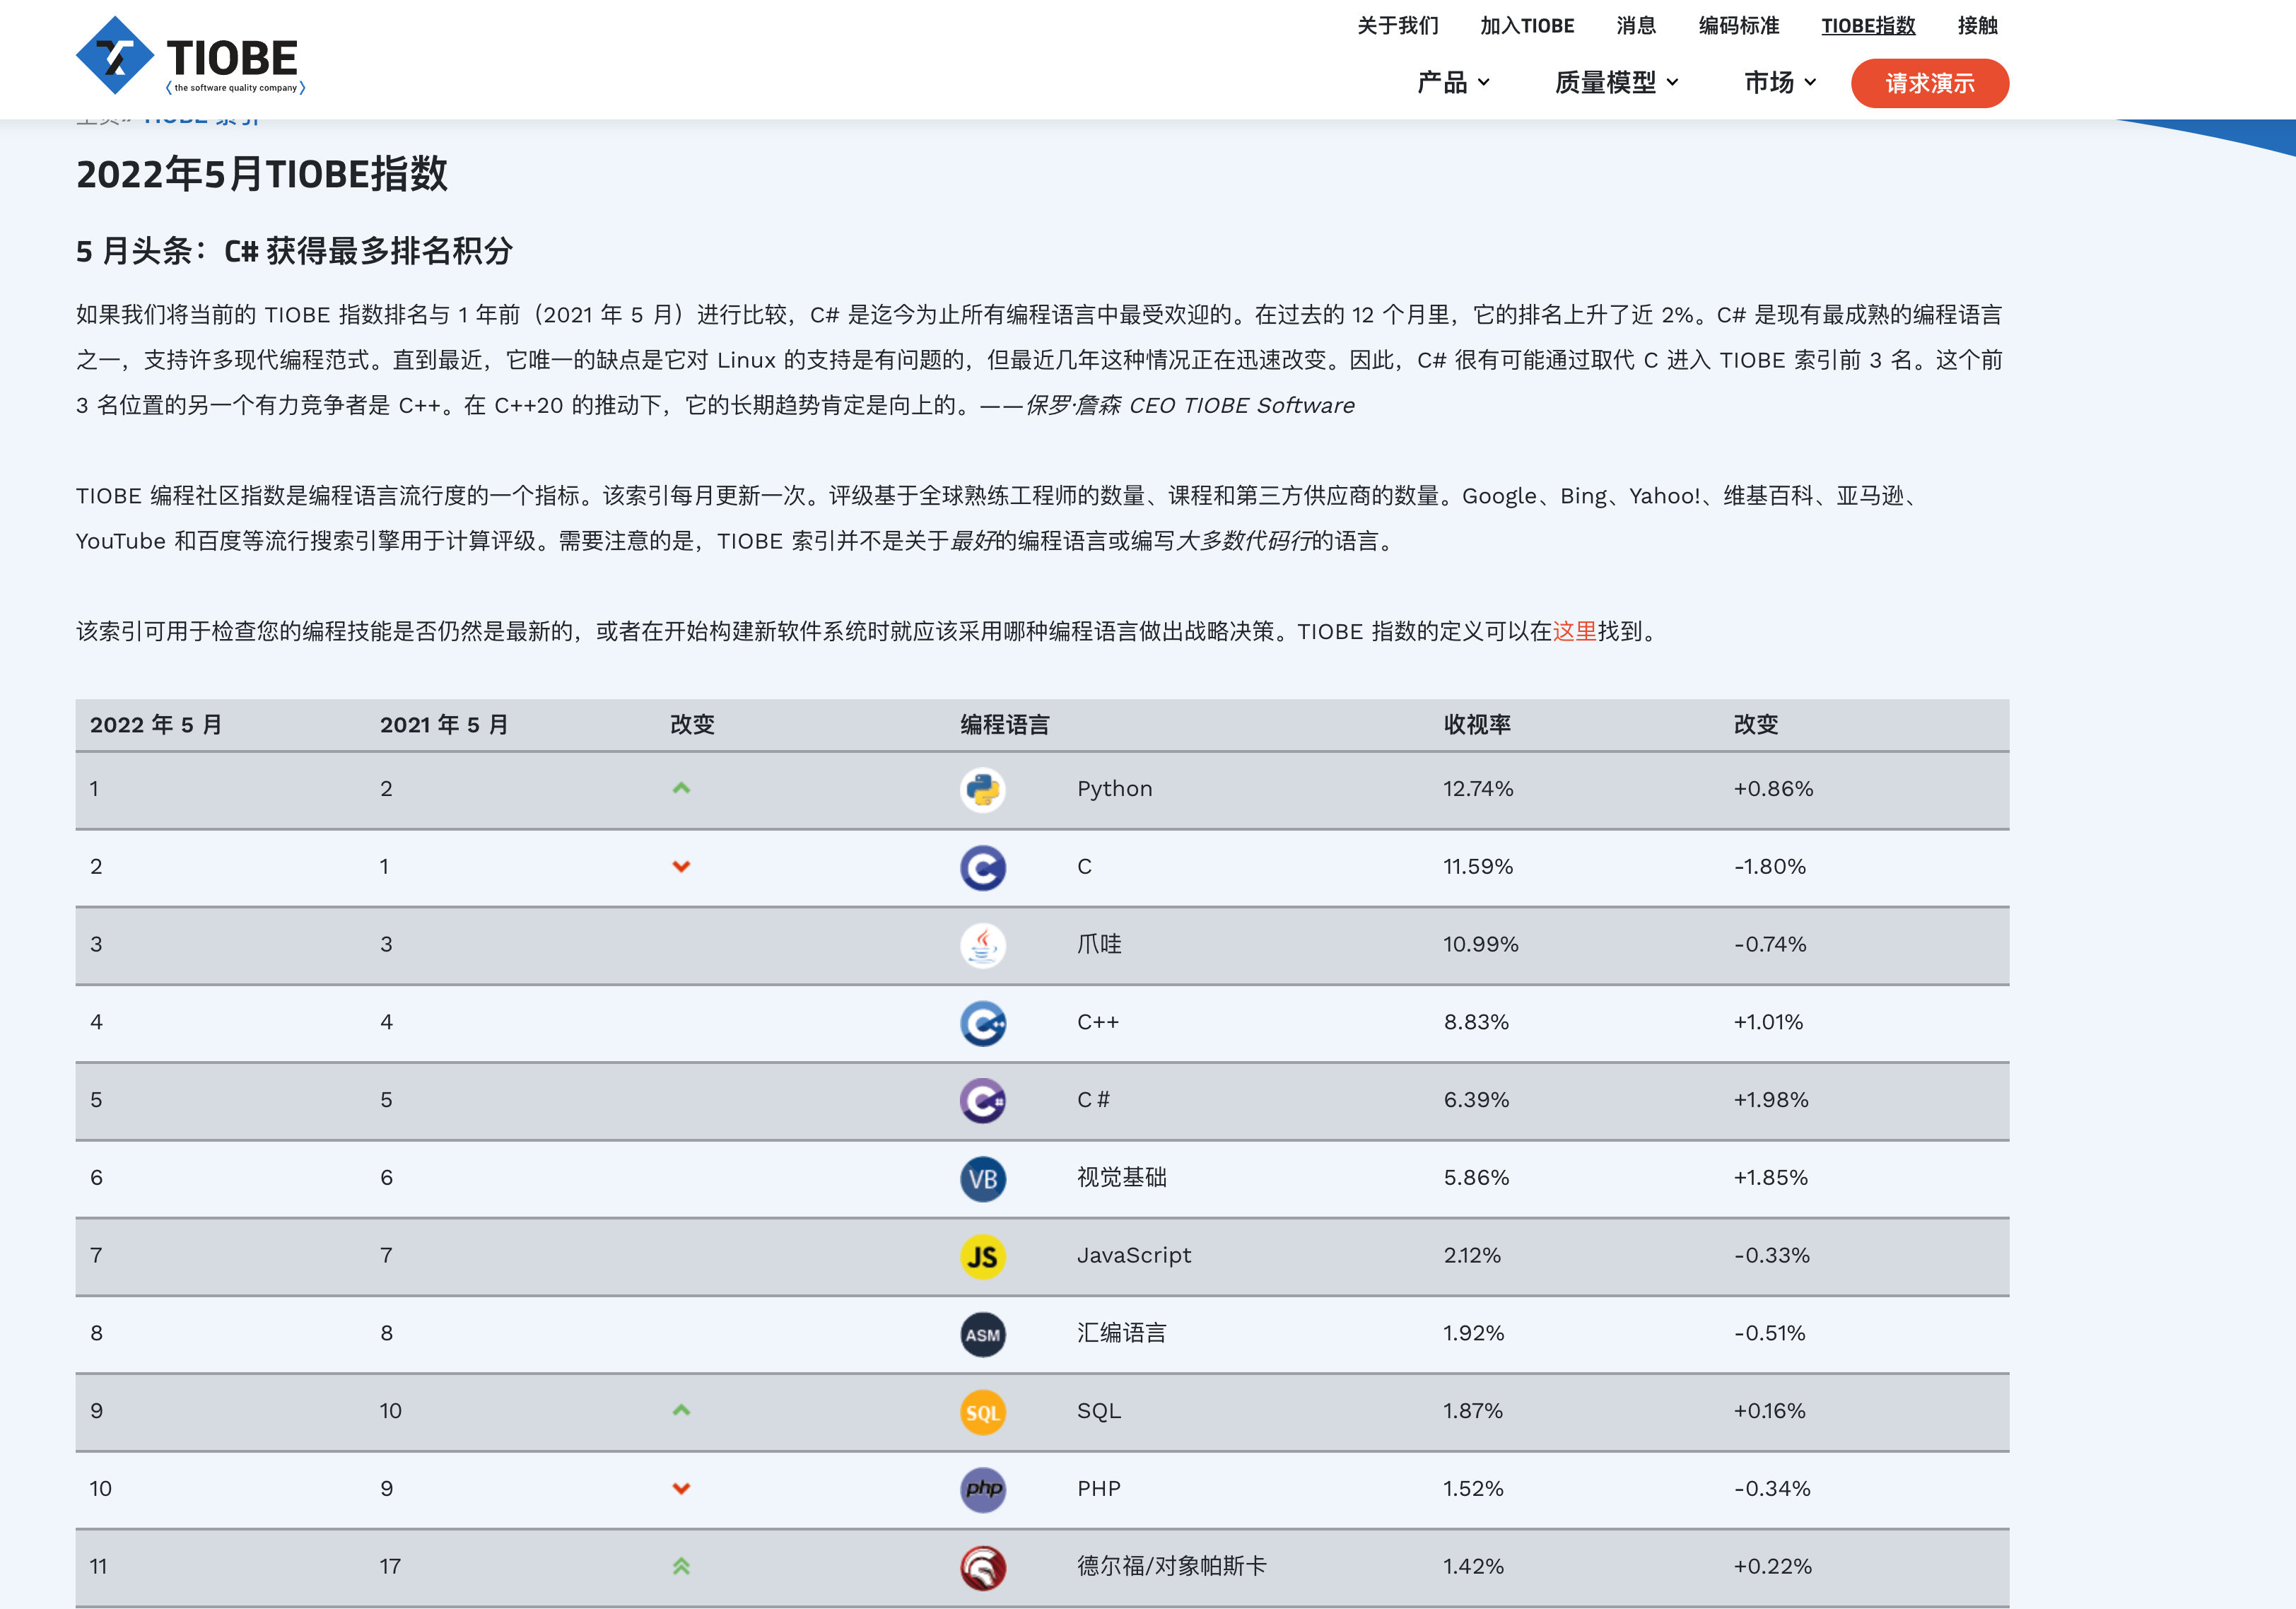 TIOBE
the software quality company
关于我们 加入TIOBE 消息 编码标准 TIOBE指数 接触
产品 质量模型 市场 请求演示
2022年5月TIOBE指数
5 月头条：C# 获得最多排名积分
如果我们将当前的 TIOBE 指数排名与 1 年前（2021 年 5 月）进行比较，C# 是迄今为止所有编程语言中最受欢迎的。在过去的 12 个月里，它的排名上升了近 2%。C# 是现有最成熟的编程语言
之一，支持许多现代编程范式。直到最近，它唯一的缺点是它对 Linux 的支持是有问题的，但最近几年这种情况正在迅速改变。因此，C# 很有可能通过取代 C 进入 TIOBE 索引前 3 名。这个前
3 名位置的另一个有力竞争者是 C++。在 C++20 的推动下，它的长期趋势肯定是向上的。——保罗·詹森 CEO TIOBE Software
TIOBE 编程社区指数是编程语言流行度的一个指标。该索引每月更新一次。评级基于全球熟练工程师的数量、课程和第三方供应商的数量。Google、Bing、Yahoo!、维基百科、亚马逊、
YouTube 和百度等流行搜索引擎用于计算评级。需要注意的是，TIOBE 索引并不是关于最好的编程语言或编写大多数代码行的语言。
该索引可用于检查您的编程技能是否仍然是最新的，或者在开始构建新软件系统时就应该采用哪种编程语言做出战略决策。TIOBE 指数的定义可以在这里找到。
2022 年 5 月 2021 年 5 月 改变 编程语言 收视率 改变
1 2 Python 12.74% +0.86%
2 1 C C 11.59% -1.80%
3 3 爪哇 10.99% -0.74%
4 4 C++ C++ 8.83% +1.01%
5 5 C# C # 6.39% +1.98%
6 6 VB 视觉基础 5.86% +1.85%
7 7 JS JavaScript 2.12% -0.33%
8 8 ASM 汇编语言 1.92% -0.51%
9 10 SQL SQL 1.87% +0.16%
10 9 php PHP 1.52% -0.34%
11 17 德尔福/对象帕斯卡 1.42% +0.22%